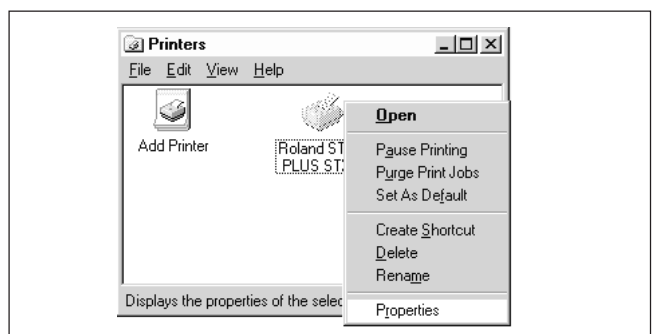 Printers
File Edit View Help
Add Printer
Roland ST
PLUS ST
Open
Pause Printing
Purge Print Jobs
Set As Default
Create Shortcut
Delete
Rename
Properties
Displays the properties of the selec